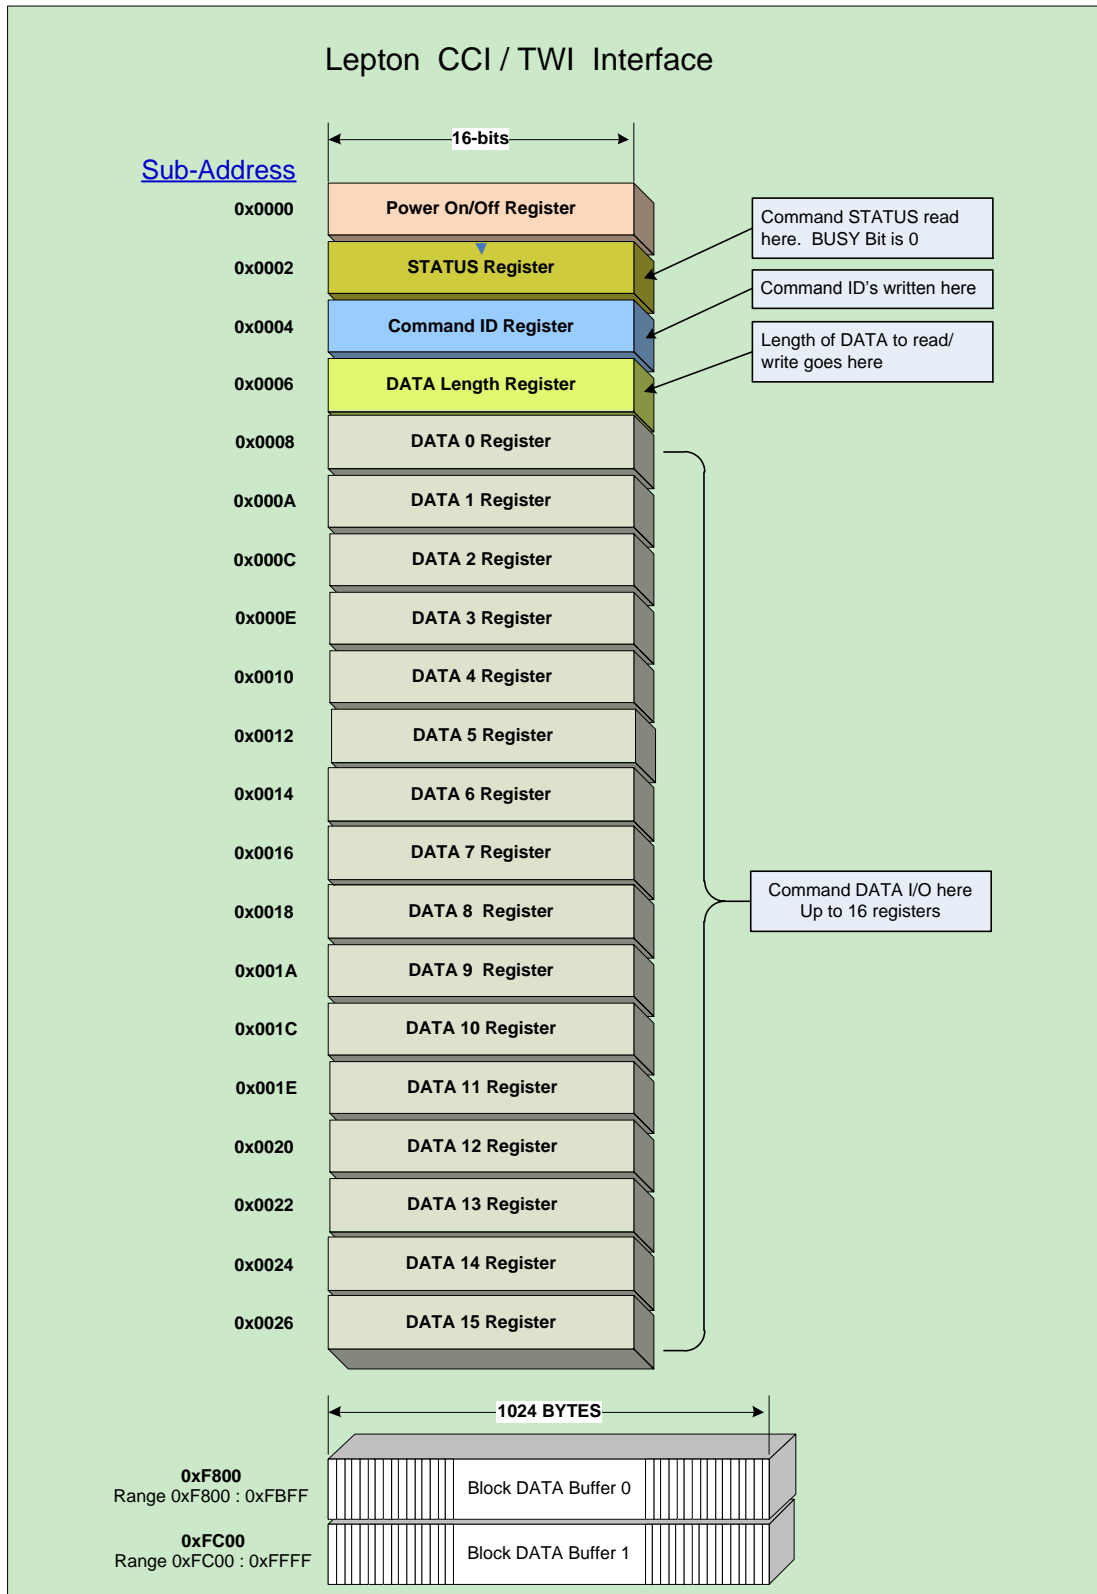 Lepton CCI / TWI Interface
16-bits
Sub-Address
0x0000
Power On/Off Register
Command STATUS read
here. BUSY Bit is 0
0x0002
STATUS Register
Command ID's written here
0x0004
Command ID Register
Length of DATA to read/
write goes here
0x0006
DATA Length Register
0x0008
DATA 0 Register
0x000A
DATA 1 Register
0x000C
DATA 2 Register
0x000E
DATA 3 Register
0x0010
DATA 4 Register
0x0012
DATA 5 Register
0x0014
DATA 6 Register
0x0016
DATA 7 Register
0x0018
DATA 8 Register
Command DATA I/O here
Up to 16 registers
0x001A
DATA 9 Register
0x001C
DATA 10 Register
0x001E
DATA 11 Register
0x0020
DATA 12 Register
0x0022
DATA 13 Register
0x0024
DATA 14 Register
0x0026
DATA 15 Register
1024 BYTES
0xF800
Range 0xF800 : 0xFBFF
Block DATA Buffer 0
0xFC00
Range 0xFC00 : 0xFFFF
Block DATA Buffer 1